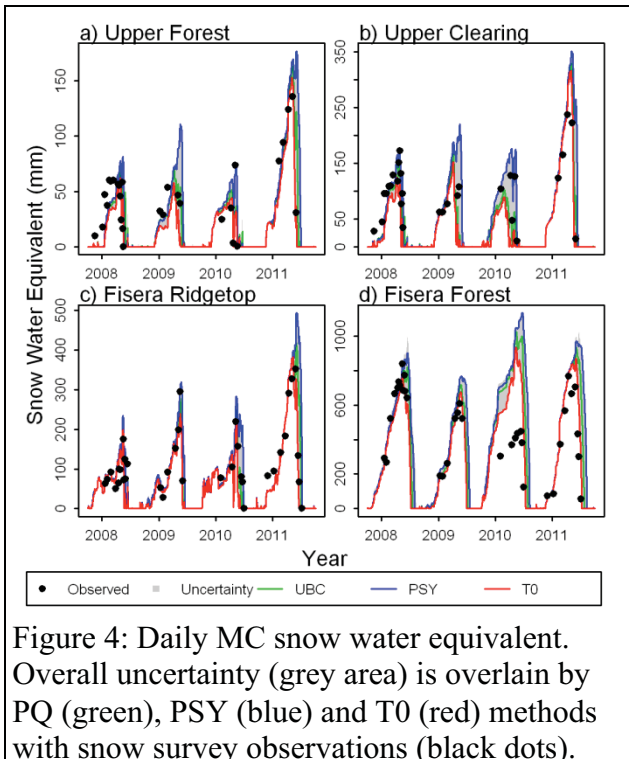 a) Upper Forest
b) Upper Clearing
0 50 100 150
0 50 150 250 350
2008 2009 2010 2011
2008 2009 2010 2011
c) Fisera Ridgetop
d) Fisera Forest
Snow Water Equivalent (mm)
0 100 200 300 400 500
0 200 600 1000
2008 2009 2010 2011
2008 2009 2010 2011
Year
Observed Uncertainty UBC PSY T0
Figure 4: Daily MC snow water equivalent.
Overall uncertainty (grey area) is overlain by
PQ (green), PSY (blue) and T0 (red) methods
with snow survey observations (black dots).